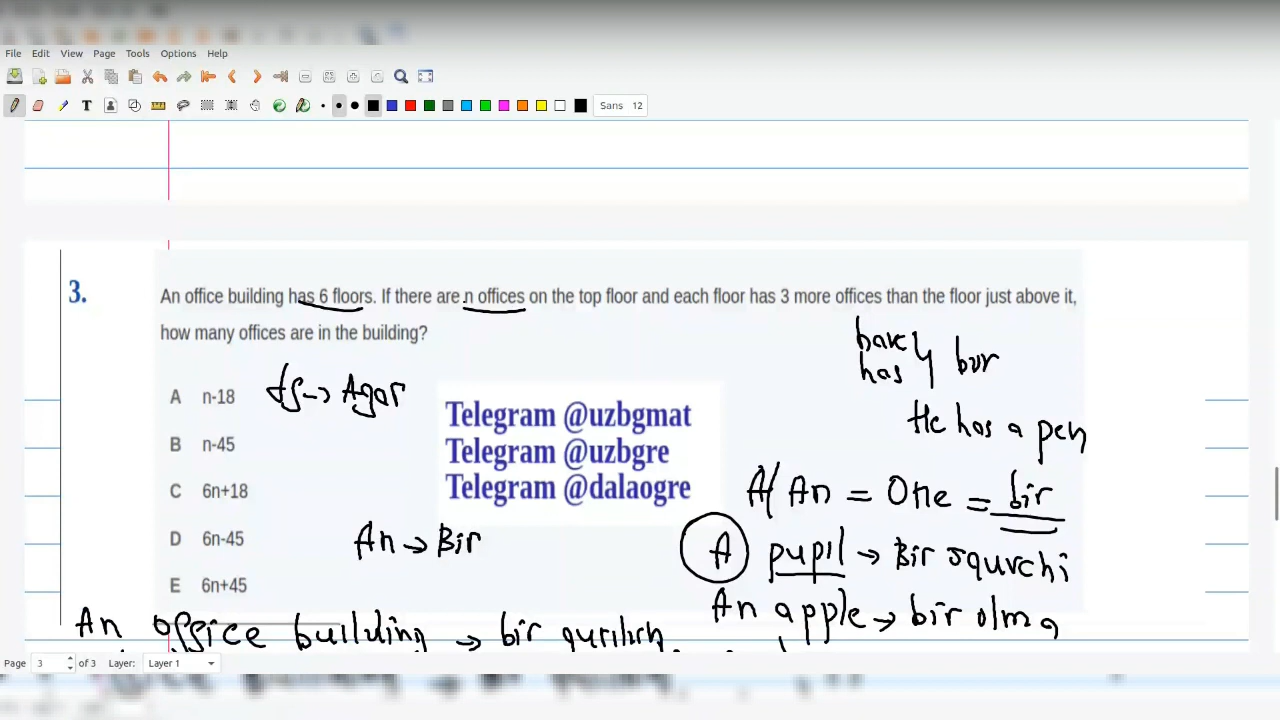 File Edit View Page Tools Options Help
Sans 12
3.
An office building has 6 floors. If there are n offices on the top floor and each floor has 3 more offices than the floor just above it,
how many offices are in the building?
have
has } bor
He has a pen
A n-18
If -> Agar
B n-45
C 6n+18
D 6n-45
E 6n+45
Telegram @uzbgmat
Telegram @uzbgre
Telegram @dalaogre
A/ An = One = bir
An → Bir
A pupil → Bir
An apple → bir olma
An office building → bir
Page 3 of 3 Layer: Layer 1